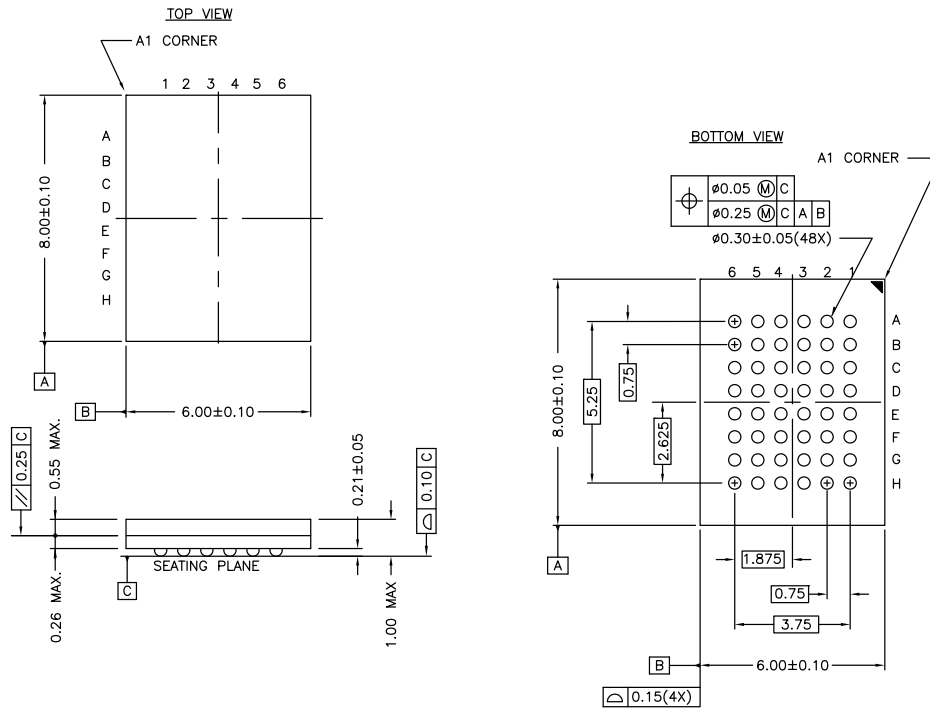 TOP VIEW
A1 CORNER
1 2 3 4 5 6
A
B
C
D
E
F
G
H
8.00±0.10
A
B
6.00±0.10
// 0.25 C
0.55 MAX.
0.26 MAX.
0.21±0.05
0.10 C
SEATING PLANE
C
1.00 MAX
BOTTOM VIEW
A1 CORNER
⌀0.05 Ⓜ C
⌀0.25 Ⓜ C A B
⌀0.30±0.05(48X)
6 5 4 3 2 1
A
B
C
D
E
F
G
H
8.00±0.10
5.25
0.75
2.625
A
1.875
0.75
3.75
B
6.00±0.10
0.15(4X)